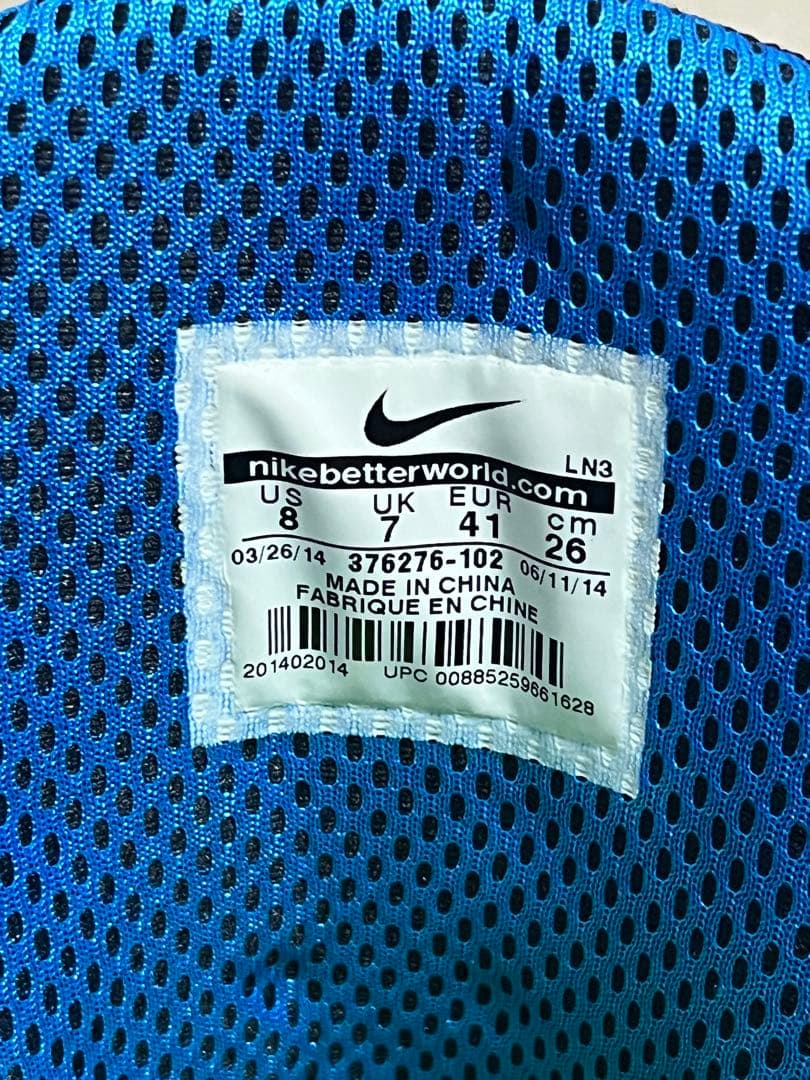 LN3
nikebetterworld.com
US UK EUR cm
8 7 41 26
03/26/14 376276-102 06/11/14
MADE IN CHINA
FABRIQUE EN CHINE
201402014 UPC 00885259661628